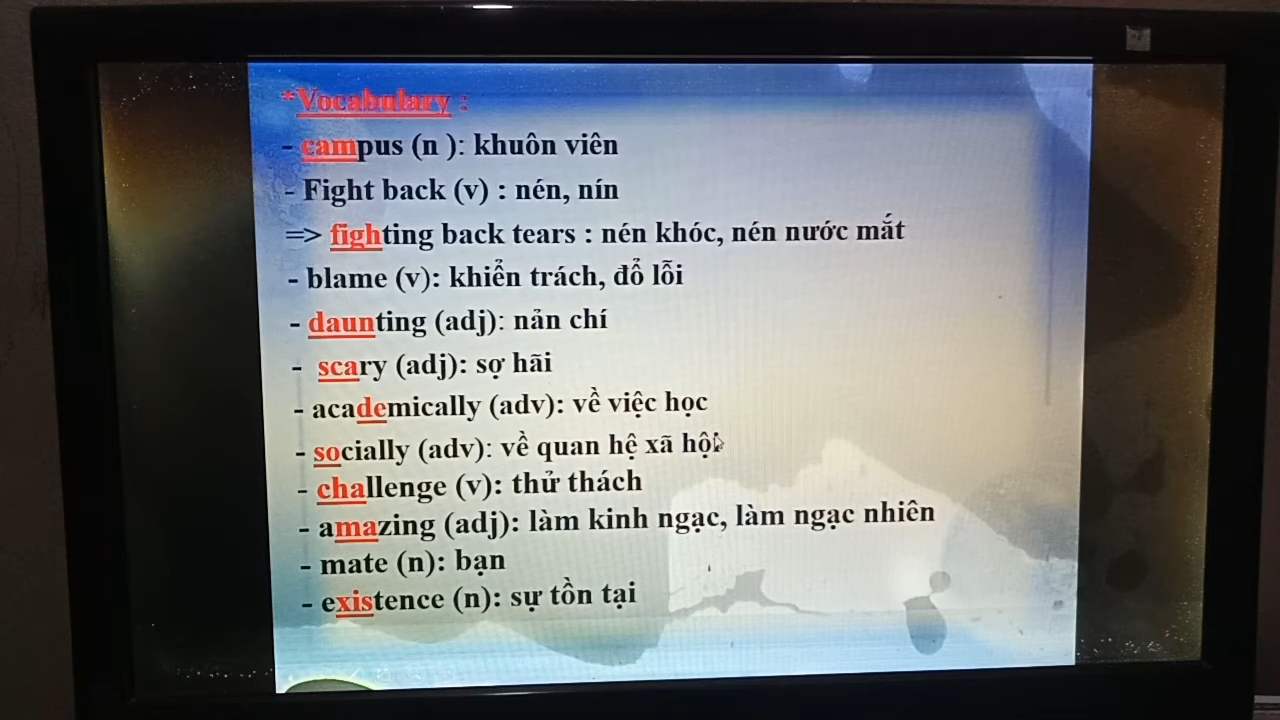 *Vocabulary :
- campus (n ): khuôn viên
- Fight back (v) : nén, nín
=> fighting back tears : nén khóc, nén nước mắt
- blame (v): khiển trách, đổ lỗi
- daunting (adj): nản chí
- scary (adj): sợ hãi
- academically (adv): về việc học
- socially (adv): về quan hệ xã hội
- challenge (v): thử thách
- amazing (adj): làm kinh ngạc, làm ngạc nhiên
- mate (n): bạn
- existence (n): sự tồn tại